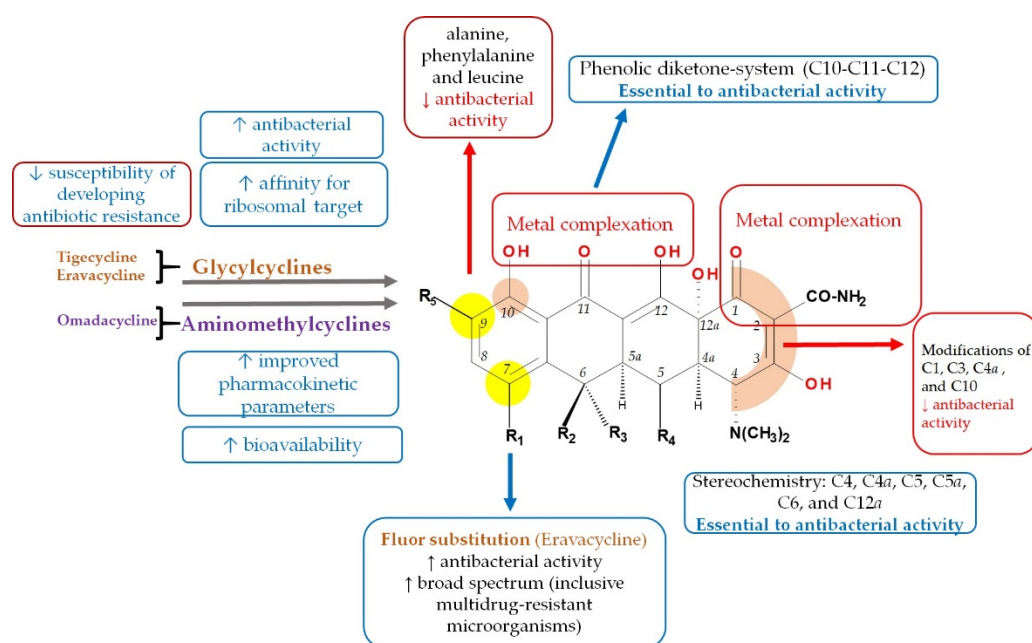 alanine,
phenylalanine
and leucine
↓ antibacterial
activity
Phenolic diketone-system (C10-C11-C12)
Essential to antibacterial activity
↑ antibacterial
activity
↓ susceptibility of
developing
antibiotic resistance
↑ affinity for
ribosomal target
Metal complexation
Metal complexation
Tigecycline
Eravacycline
Glycylcyclines
Omadacycline
Aminomethylcyclines
↑ improved
pharmacokinetic
parameters
↑ bioavailability
OH
O
OH
OH
O
R5
10
11
12
12a
1
CO-NH2
9
2
8
5a
4a
3
7
6
5
4
OH
H
H
R1
R2
R3
R4
N(CH3)2
Modifications of
C1, C3, C4a ,
and C10
↓ antibacterial
activity
Stereochemistry: C4, C4a, C5, C5a,
C6, and C12a
Essential to antibacterial activity
Fluor substitution (Eravacycline)
↑ antibacterial activity
↑ broad spectrum (inclusive
multidrug-resistant
microorganisms)